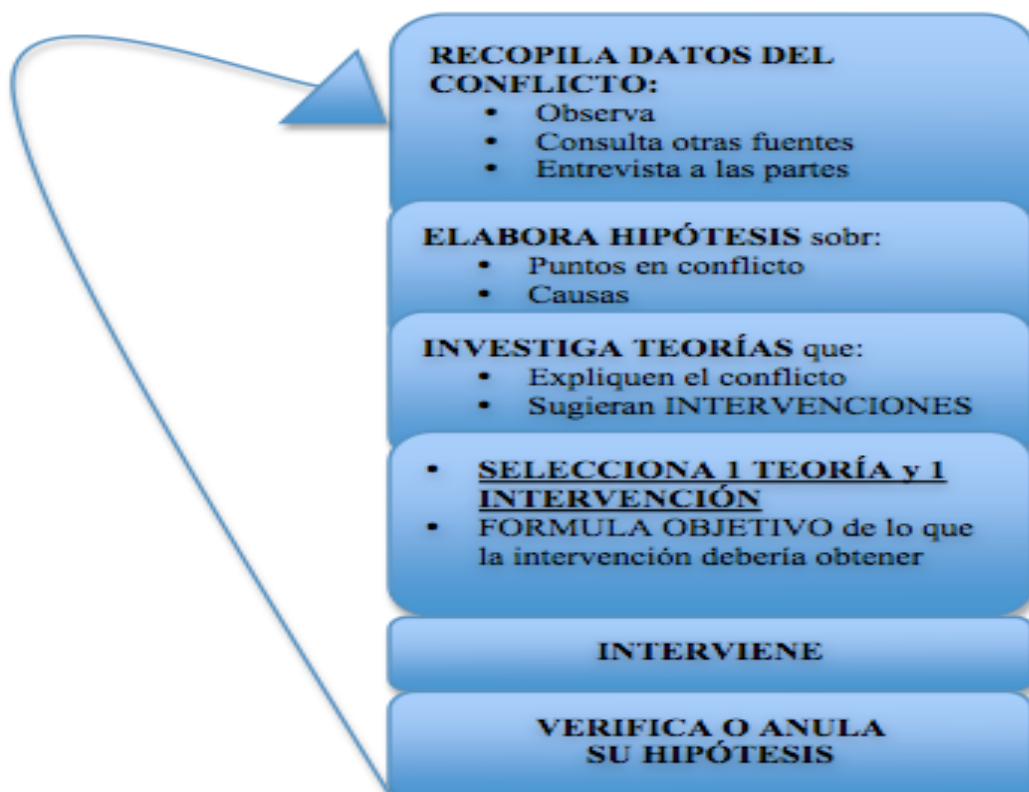 RECOPILA DATOS DEL
CONFLICTO:
• Observa
• Consulta otras fuentes
• Entrevista a las partes
ELABORA HIPÓTESIS sobr:
• Puntos en conflicto
• Causas
INVESTIGA TEORÍAS que:
• Expliquen el conflicto
• Sugieran INTERVENCIONES
• SELECCIONA 1 TEORÍA y 1
INTERVENCIÓN
• FORMULA OBJETIVO de lo que
la intervención debería obtener
INTERVIENE
VERIFICA O ANULA
SU HIPÓTESIS